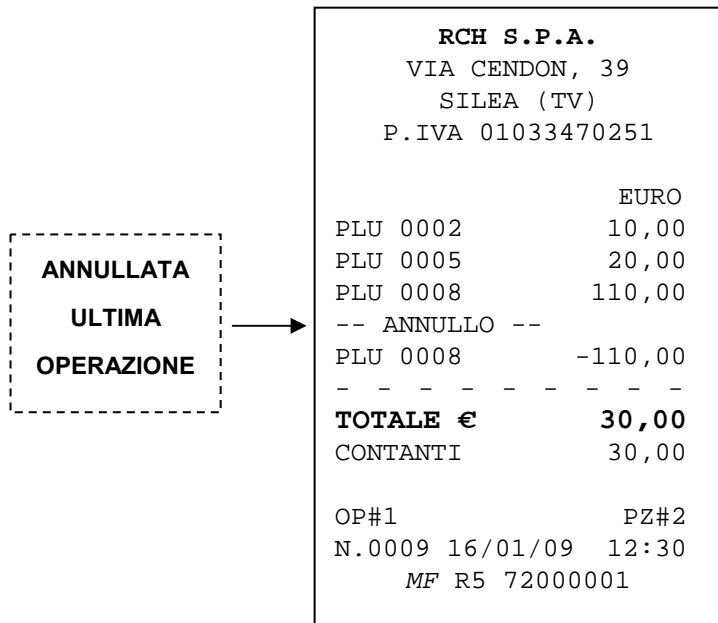 ANNULLATA
ULTIMA
OPERAZIONE
RCH S.P.A.
VIA CENDON, 39
SILEA (TV)
P.IVA 01033470251
EURO
PLU 0002 10,00
PLU 0005 20,00
PLU 0008 110,00
-- ANNULLO --
PLU 0008 -110,00
- - - - - - - - -
TOTALE € 30,00
CONTANTI 30,00
OP#1 PZ#2
N.0009 16/01/09 12:30
MF R5 72000001